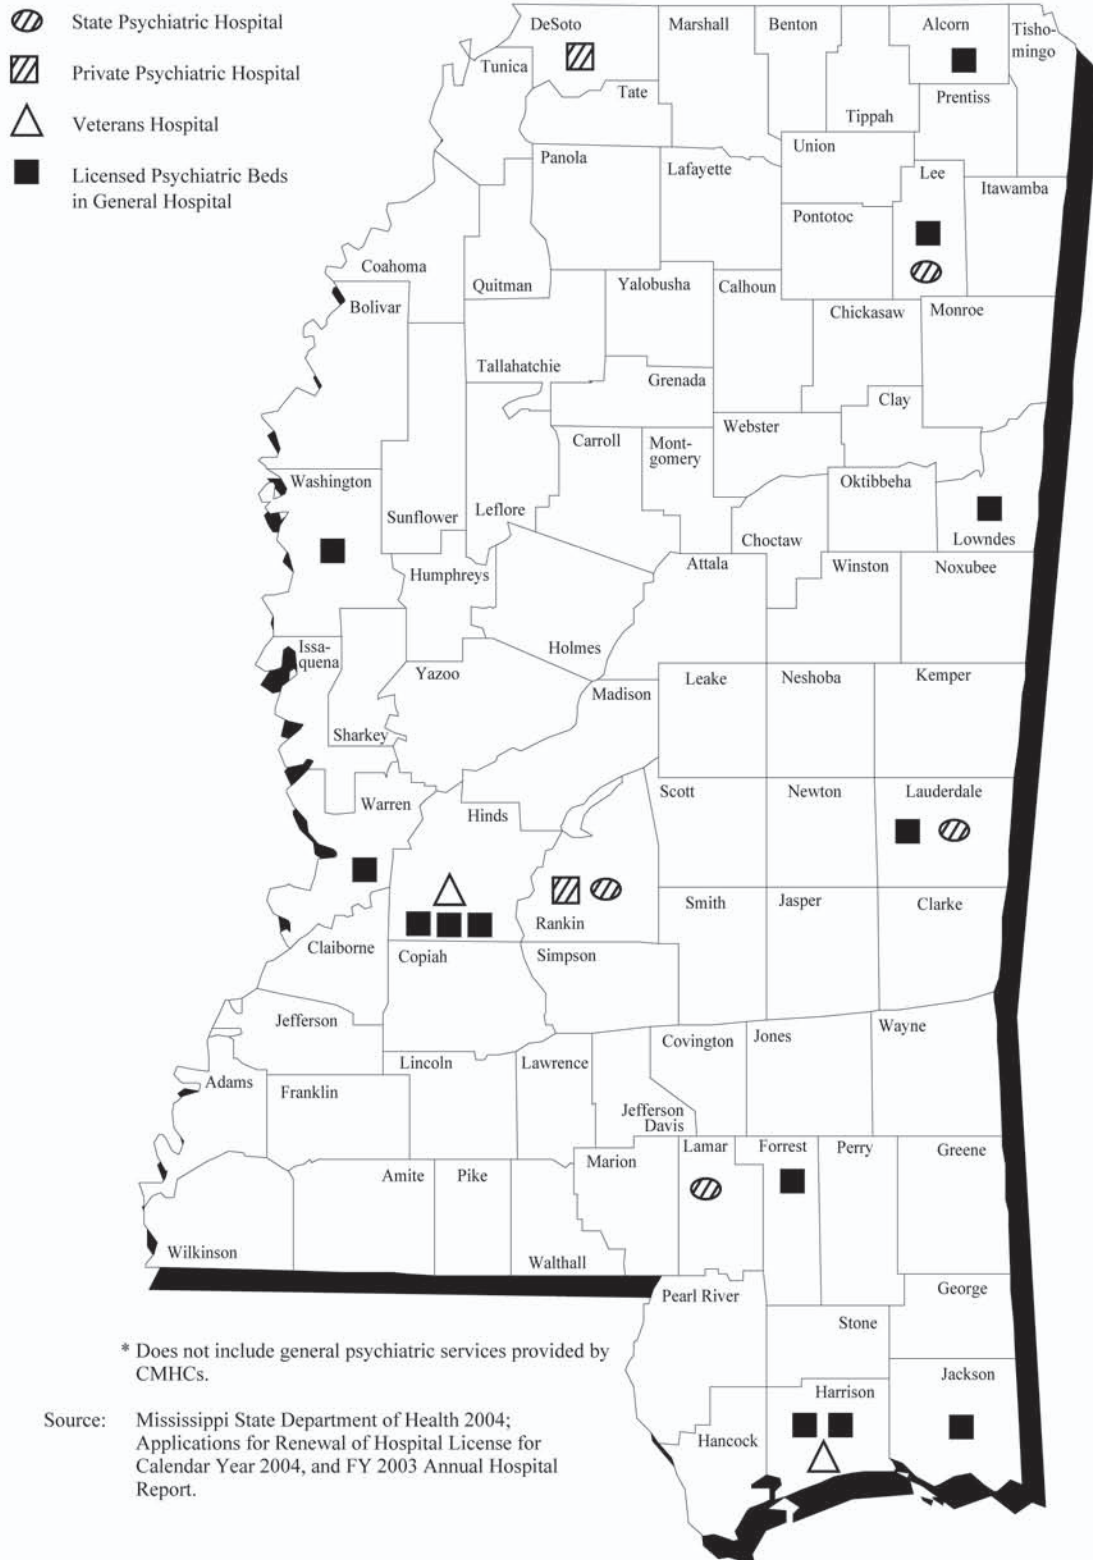 State Psychiatric Hospital
Private Psychiatric Hospital
Veterans Hospital
Licensed Psychiatric Beds
in General Hospital
DeSoto
Marshall
Benton
Alcorn
Tisho-
mingo
Tunica
Tate
Prentiss
Tippah
Union
Panola
Lafayette
Lee
Itawamba
Pontotoc
Coahoma
Quitman
Yalobusha
Calhoun
Bolivar
Chickasaw
Monroe
Tallahatchie
Grenada
Clay
Webster
Carroll
Mont-
gomery
Washington
Oktibbeha
Sunflower
Leflore
Choctaw
Lowndes
Humphreys
Attala
Winston
Noxubee
Issa-
quena
Holmes
Yazoo
Leake
Neshoba
Kemper
Madison
Sharkey
Scott
Newton
Lauderdale
Warren
Hinds
Rankin
Smith
Jasper
Clarke
Claiborne
Copiah
Simpson
Jefferson
Covington
Jones
Wayne
Lincoln
Lawrence
Adams
Franklin
Jefferson
Davis
Lamar
Forrest
Perry
Greene
Marion
Amite
Pike
Wilkinson
Walthall
Pearl River
George
Stone
Jackson
Harrison
Hancock
* Does not include general psychiatric services provided by
CMHCs.
Source: Mississippi State Department of Health 2004;
Applications for Renewal of Hospital License for
Calendar Year 2004, and FY 2003 Annual Hospital
Report.